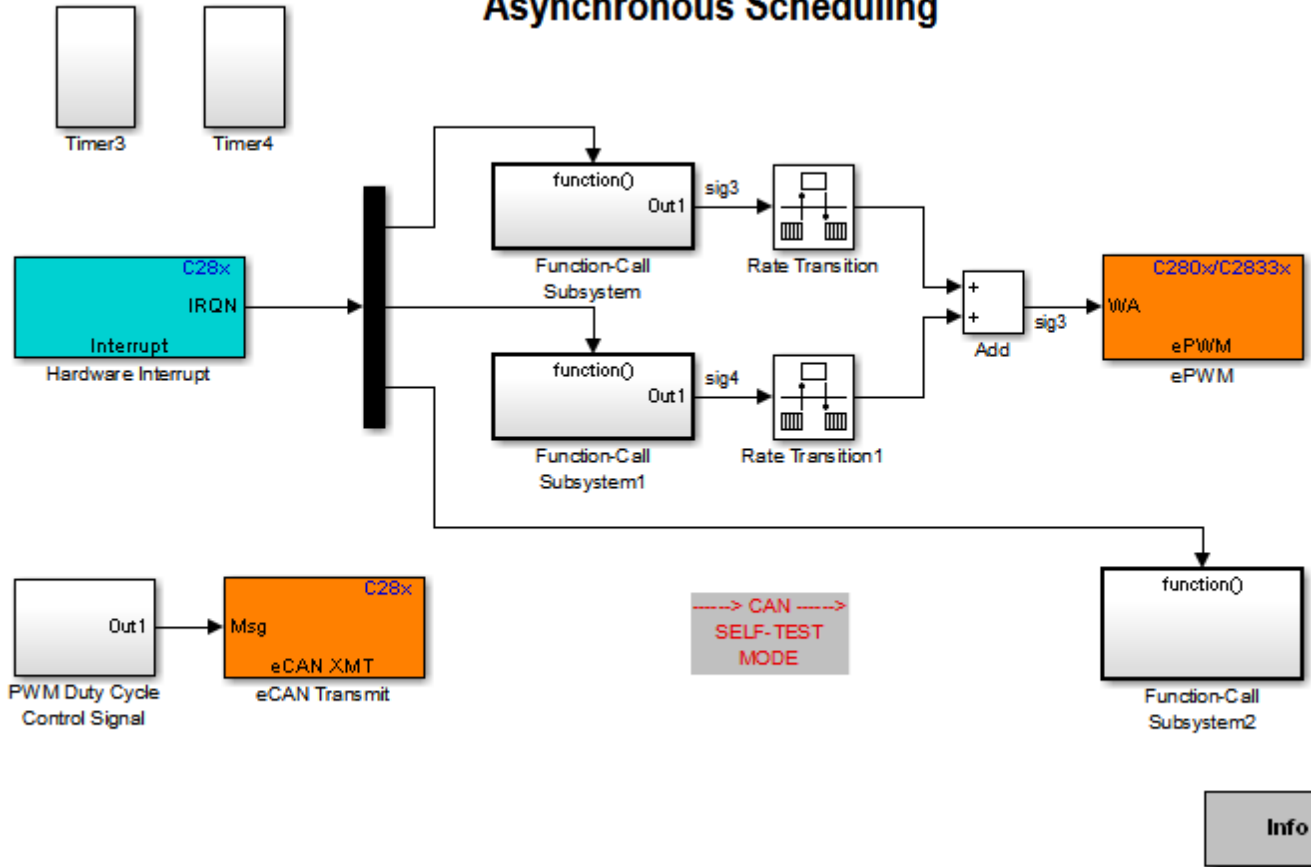 Asynchronous Scheduling
Timer3
Timer4
function()
Out1
sig3
Function-Call
Subsystem
Rate Transition
C28x
IRQN
Interrupt
Hardware Interrupt
function()
Out1
sig4
Function-Call
Subsystem1
Rate Transition1
+
+
Add
sig3
C280x/C2833x
WA
ePWM
ePWM
Out1
PWM Duty Cycle
Control Signal
C28x
Msg
eCAN XMT
eCAN Transmit
------> CAN ------>
SELF-TEST
MODE
function()
Function-Call
Subsystem2
Info